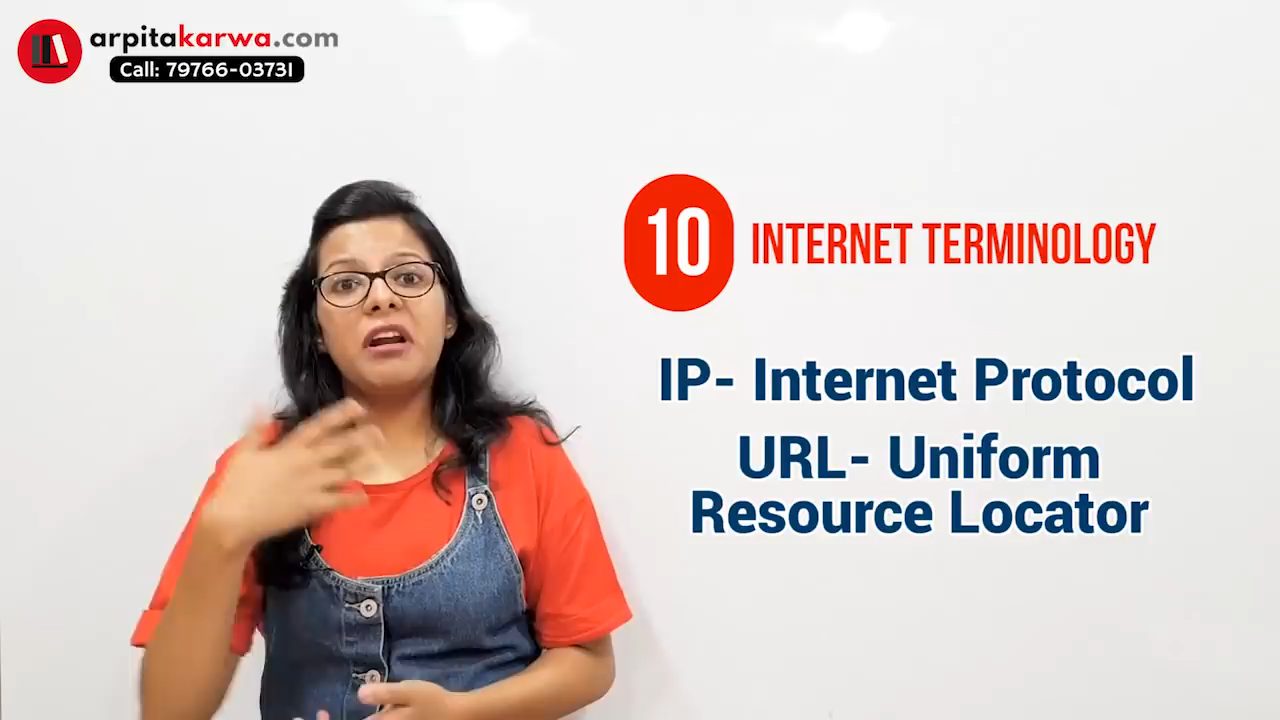 arpitakarwa.com
Call: 79766-03731
10 INTERNET TERMINOLOGY
IP- Internet Protocol
URL- Uniform
Resource Locator